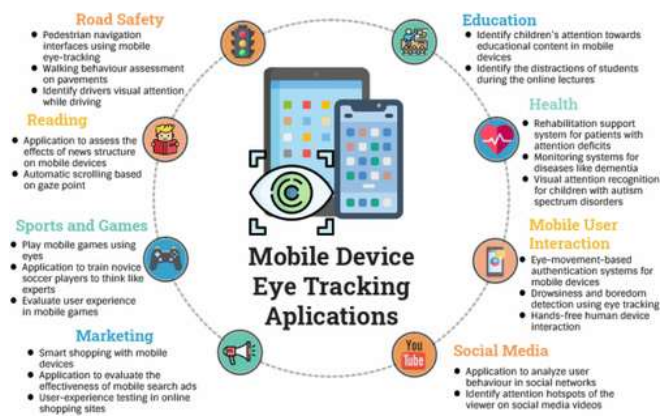 Road Safety
● Pedestrian navigation
interfaces using mobile
eye-tracking
● Walking behaviour assessment
on pavements
● Identify drivers visual attention
while driving
Reading
● Application to assess the
effects of news structure
on mobile devices
● Automatic scrolling based
on gaze point
Sports and Games
● Play mobile games using
eyes
● Application to train novice
soccer players to think like
experts
● Evaluate user experience
in mobile games
Marketing
● Smart shopping with mobile
devices
● Application to evaluate the
effectiveness of mobile search ads
● User-experience testing in online
shopping sites
Mobile Device
Eye Tracking
Aplications
Education
● Identify children's attention towards
educational content in mobile
devices
● Identify the distractions of students
during the online lectures
Health
● Rehabilitation support
system for patients with
attention deficits
● Monitoring systems for
diseases like dementia
● Visual attention recognition
for children with autism
spectrum disorders
Mobile User
Interaction
● Eye-movement-based
authentication systems for
mobile devices
● Drowsiness and boredom
detection using eye tracking
● Hands-free human device
interaction
You
Tube
Social Media
● Application to analyze user
behaviour in social networks
● Identify attention hotspots of the
viewer on social media videos